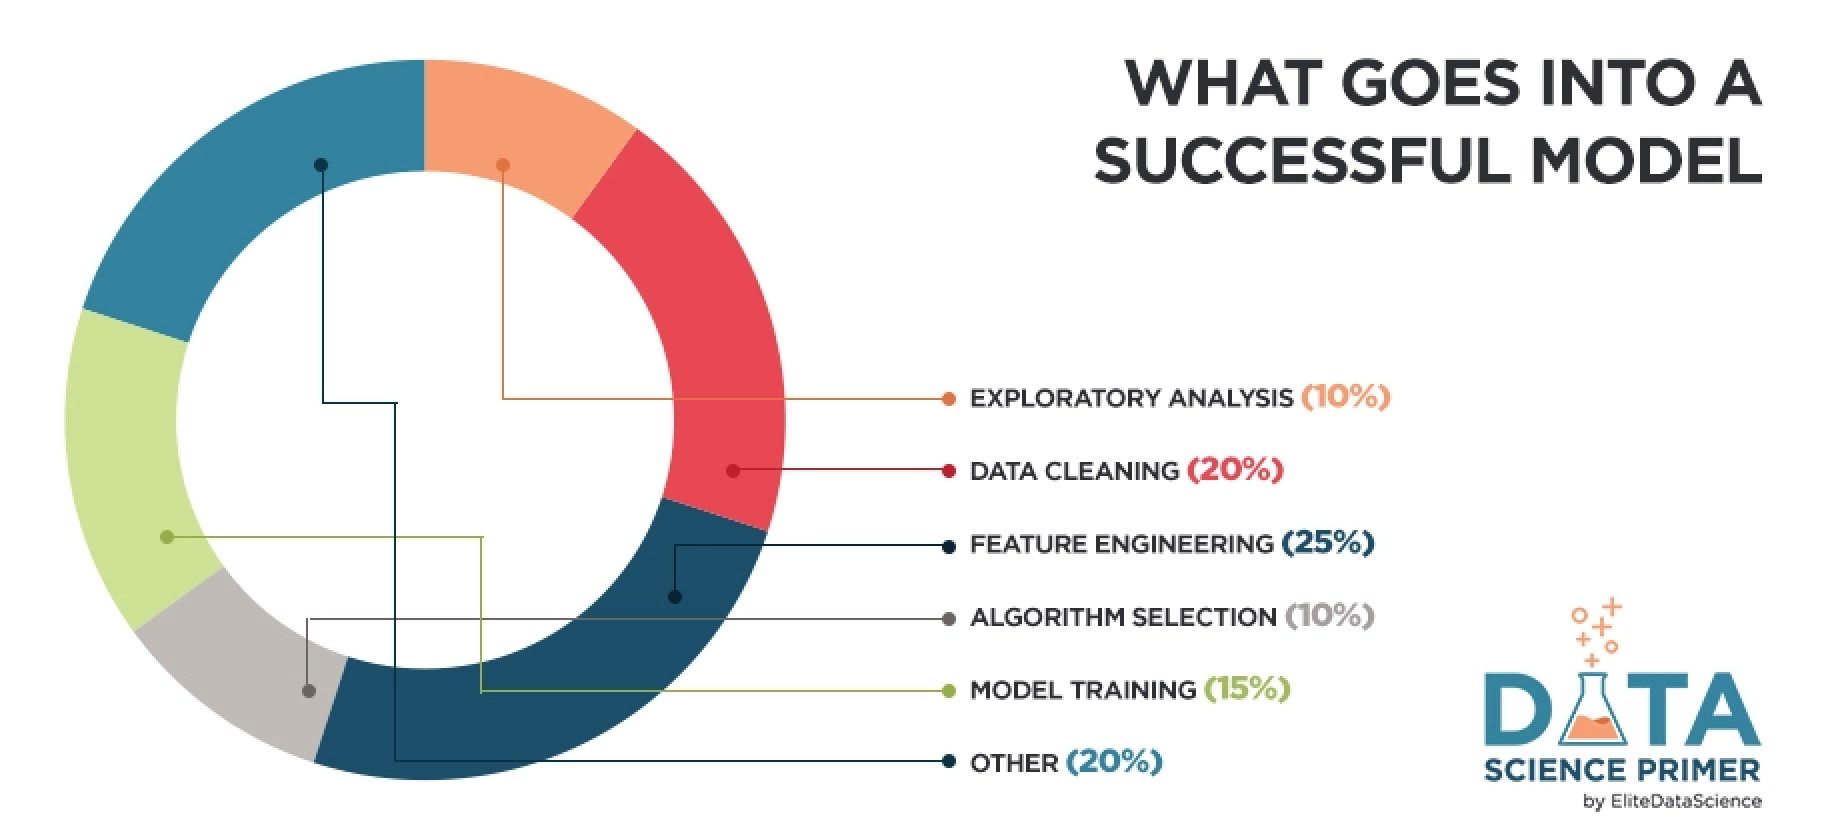 WHAT GOES INTO A
SUCCESSFUL MODEL
EXPLORATORY ANALYSIS (10%)
DATA CLEANING (20%)
FEATURE ENGINEERING (25%)
ALGORITHM SELECTION (10%)
MODEL TRAINING (15%)
OTHER (20%)
DATA
SCIENCE PRIMER
by EliteDataScience